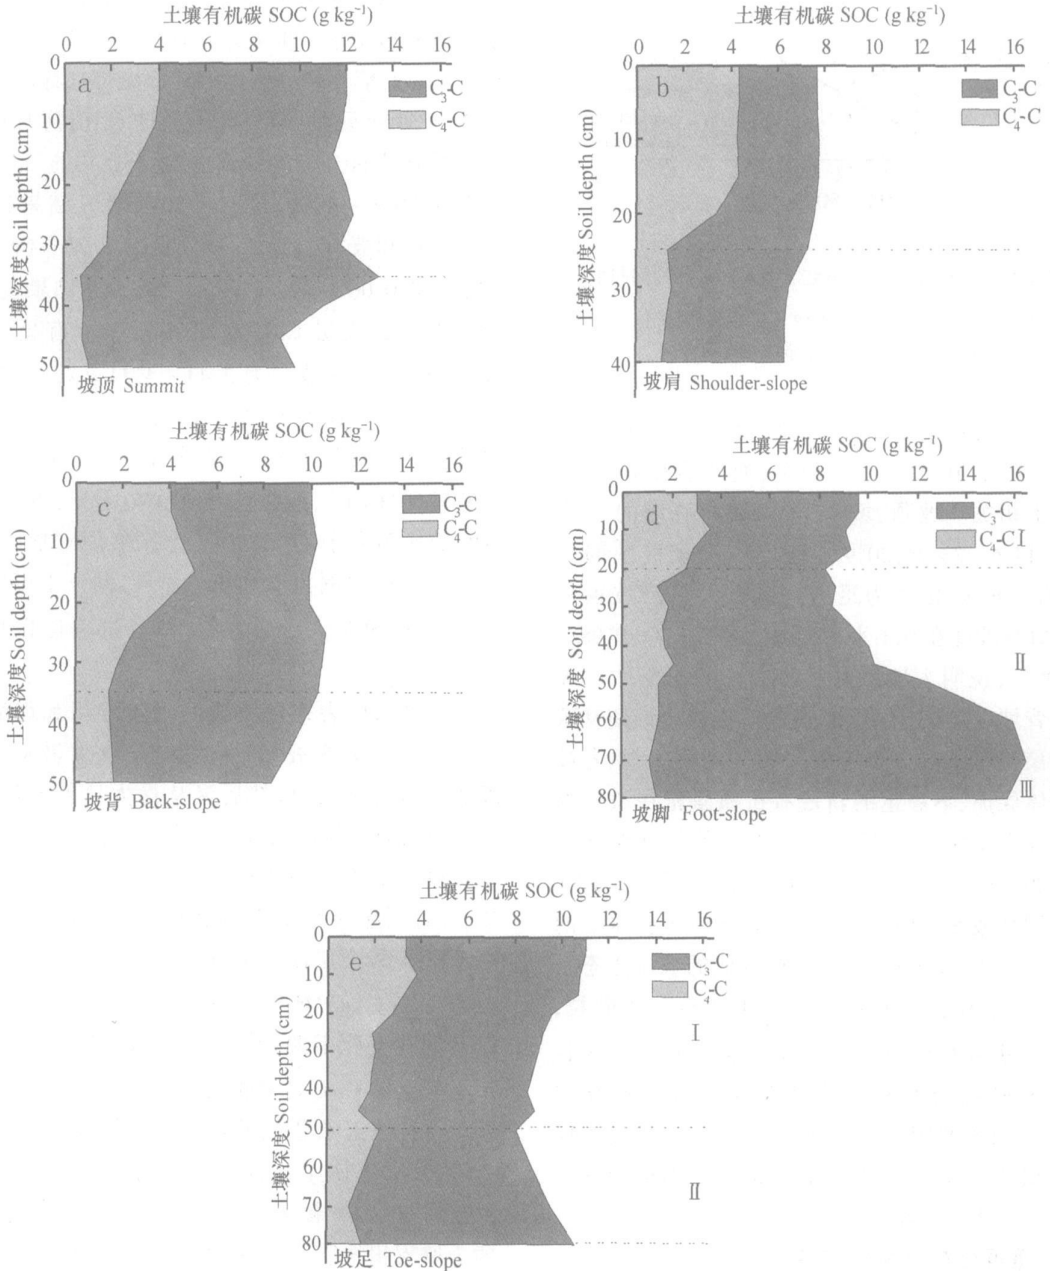 土壤有机碳 SOC (g kg⁻¹)
0 2 4 6 8 10 12 14 16
a
C₃-C
C₄-C
土壤深度 Soil depth (cm)
0
10
20
30
40
50
坡顶 Summit
土壤有机碳 SOC (g kg⁻¹)
0 2 4 6 8 10 12 14 16
b
C₃-C
C₄-C
土壤深度 Soil depth (cm)
0
10
20
30
40
坡肩 Shoulder-slope
土壤有机碳 SOC (g kg⁻¹)
0 2 4 6 8 10 12 14 16
c
C₃-C
C₄-C
土壤深度 Soil depth (cm)
0
10
20
30
40
50
坡背 Back-slope
土壤有机碳 SOC (g kg⁻¹)
0 2 4 6 8 10 12 14 16
d
C₃-C
C₄-C Ⅰ
Ⅱ
Ⅲ
土壤深度 Soil depth (cm)
0
10
20
30
40
50
60
70
80
坡脚 Foot-slope
土壤有机碳 SOC (g kg⁻¹)
0 2 4 6 8 10 12 14 16
e
C₃-C
C₄-C
Ⅰ
Ⅱ
土壤深度 Soil depth (cm)
0
10
20
30
40
50
60
70
80
坡足 Toe-slope